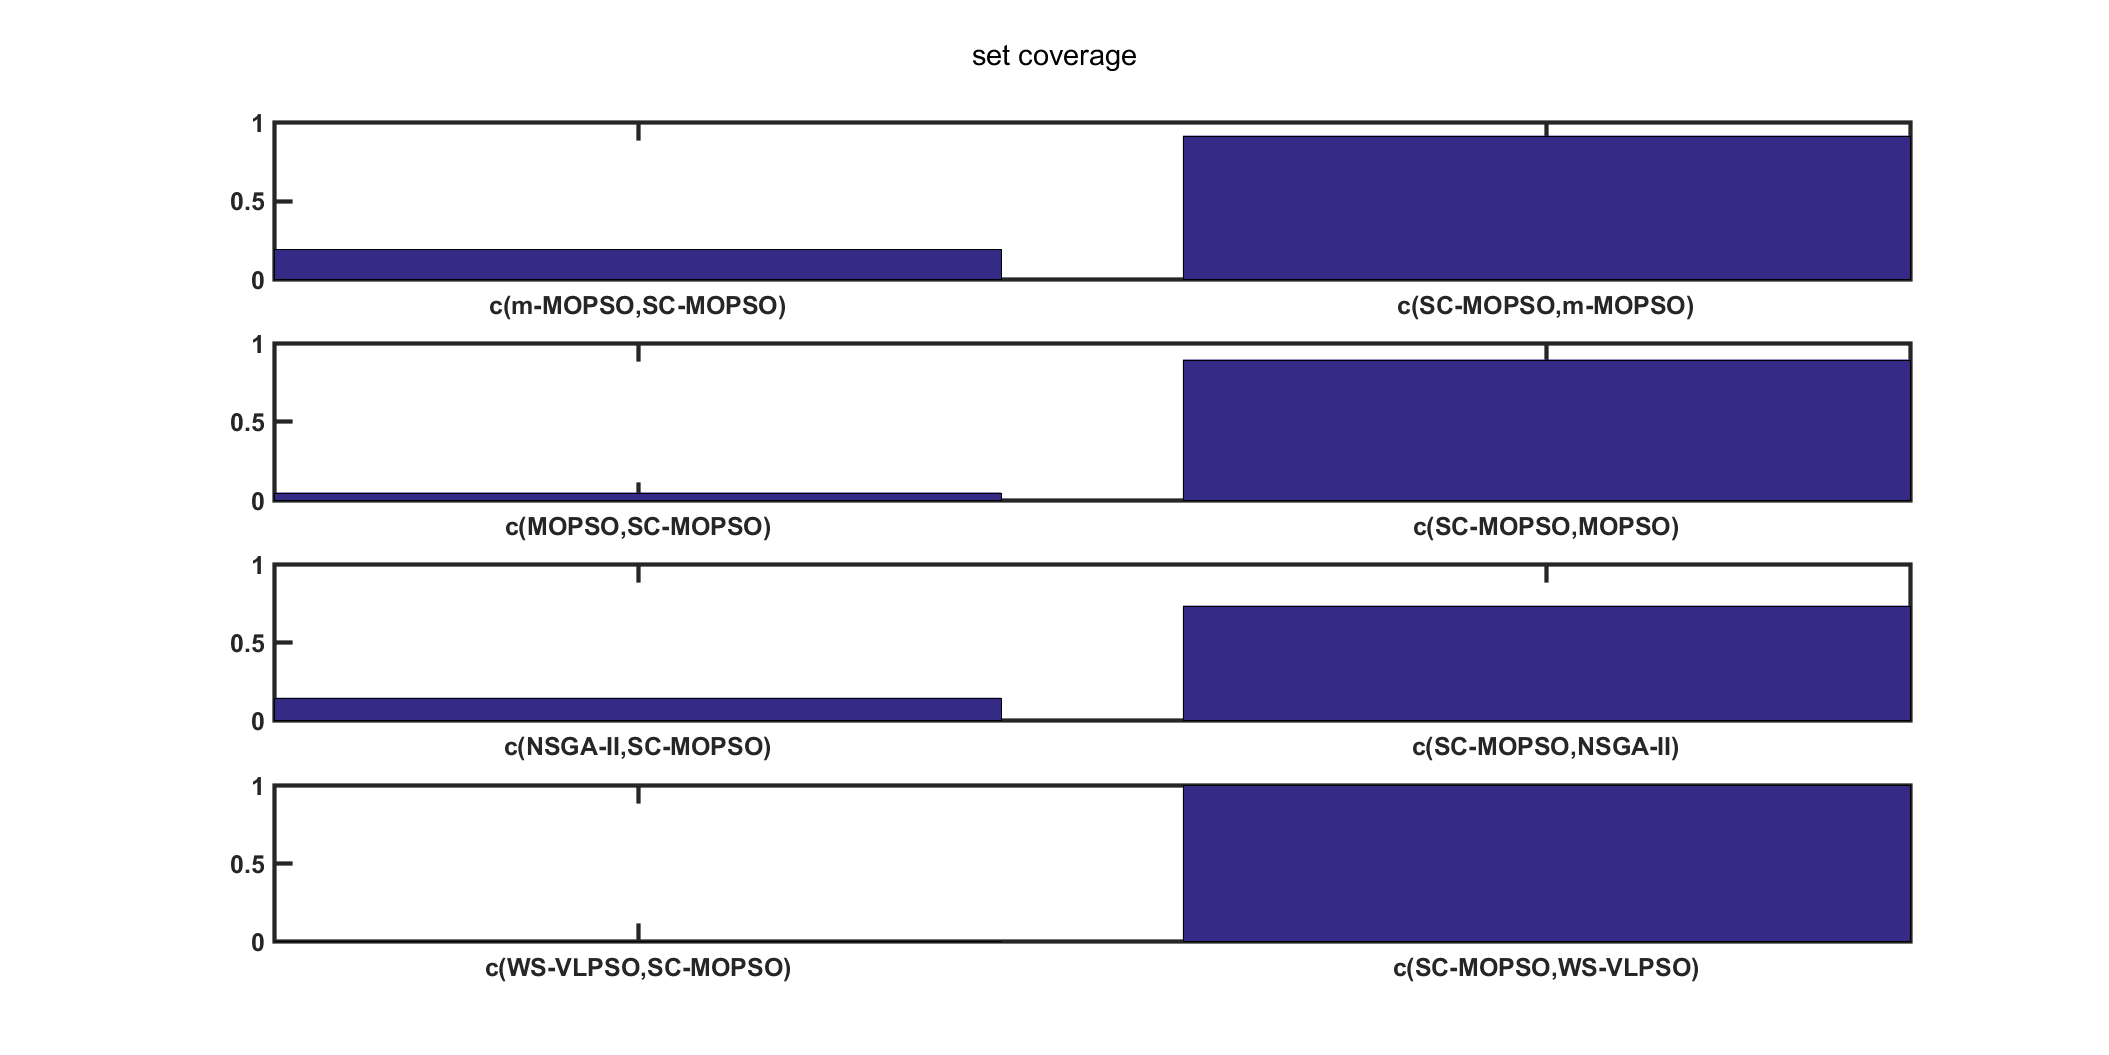 set coverage
1
0.5
0
c(m-MOPSO,SC-MOPSO) c(SC-MOPSO,m-MOPSO)
1
0.5
0
c(MOPSO,SC-MOPSO) c(SC-MOPSO,MOPSO)
1
0.5
0
c(NSGA-II,SC-MOPSO) c(SC-MOPSO,NSGA-II)
1
0.5
0
c(WS-VLPSO,SC-MOPSO) c(SC-MOPSO,WS-VLPSO)